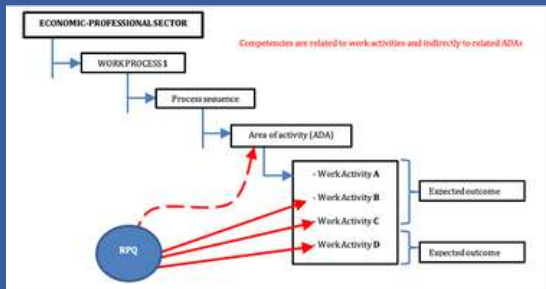 ECONOMIC-PROFESSIONAL SECTOR
Competencies are related to work activities and indirectly to related ADAs
WORK PROCESS 1
Process sequence
Area of activity (ADA)
- Work Activity A
- Work Activity B
- Work Activity C
- Work Activity D
Expected outcome
Expected outcome
RPQ